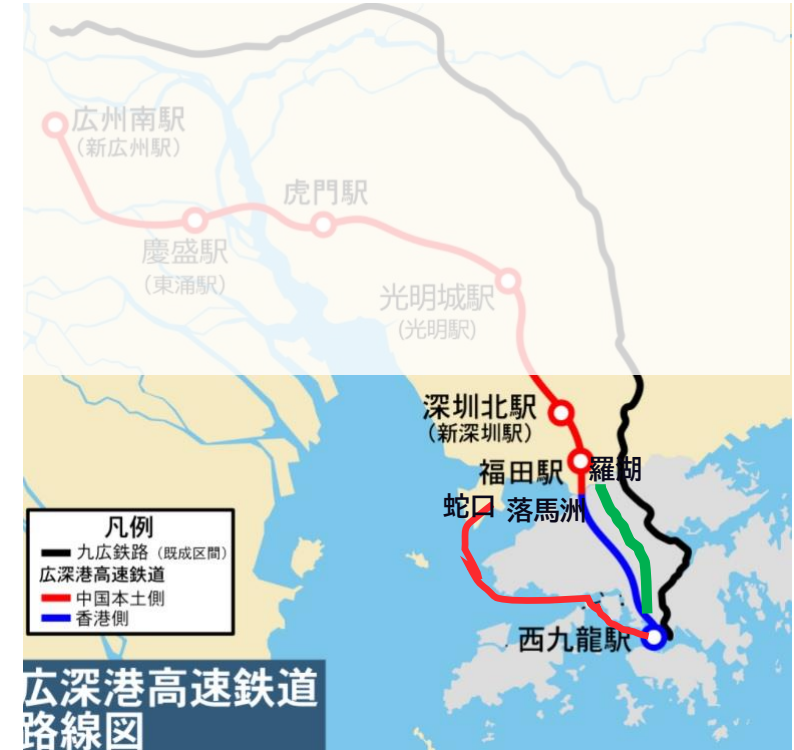 広州南駅
(新広州駅)
虎門駅
慶盛駅
(東涌駅)
光明城駅
(光明駅)
深圳北駅
(新深圳駅)
福田駅
羅湖
蛇口
落馬洲
凡例
九広鉄路（既成区間）
広深港高速鉄道
中国本土側
香港側
西九龍駅
広深港高速鉄道
路線図